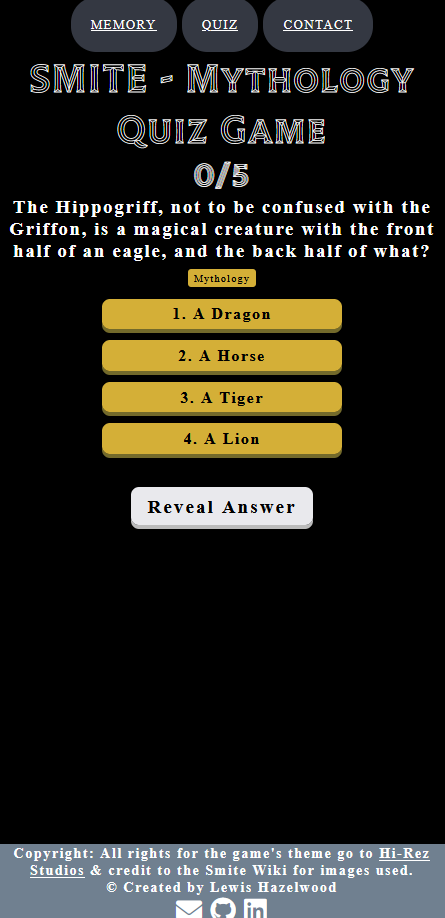 MEMORY QUIZ CONTACT
SMITE - Mythology
Quiz Game
0/5
The Hippogriff, not to be confused with the
Griffon, is a magical creature with the front
half of an eagle, and the back half of what?
Mythology
1. A Dragon
2. A Horse
3. A Tiger
4. A Lion
Reveal Answer
Copyright: All rights for the game's theme go to Hi-Rez
Studios & credit to the Smite Wiki for images used.
© Created by Lewis Hazelwood